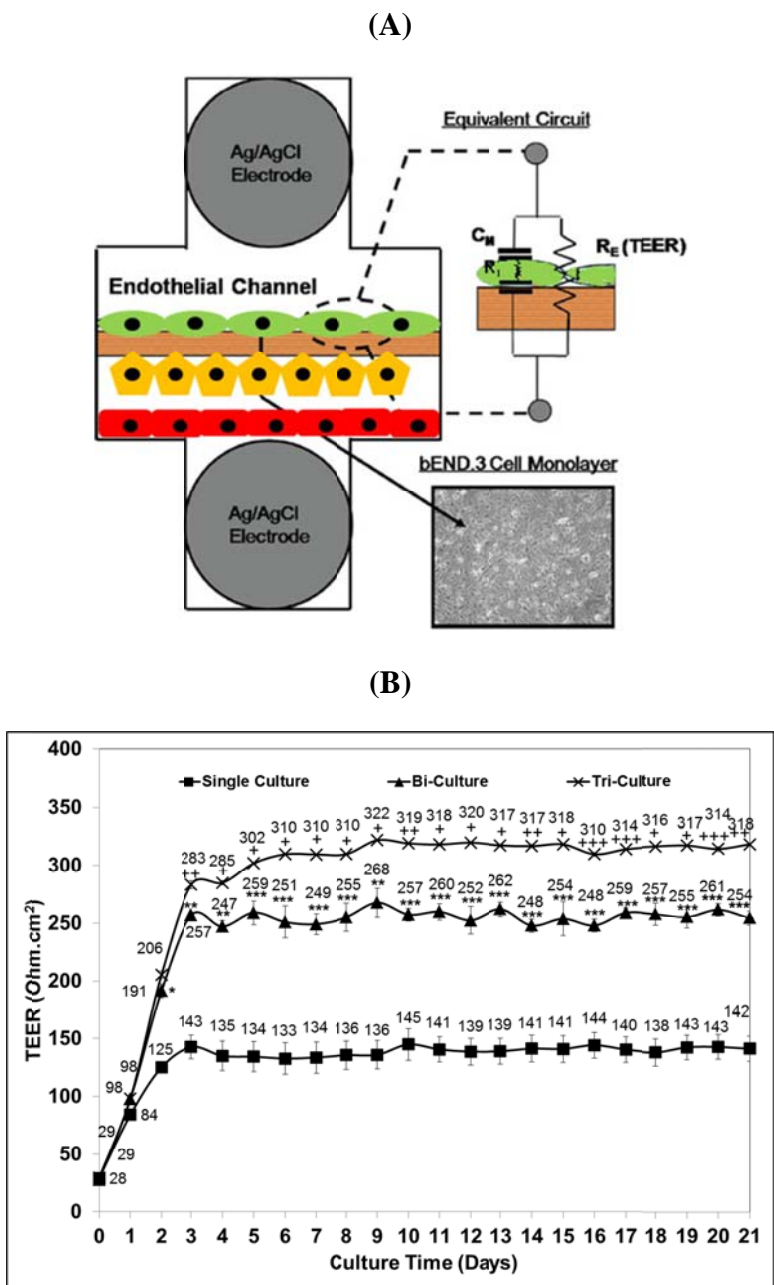 (A)
Equivalent Circuit
Ag/AgCl
Electrode
C_M
R_E (TEER)
R_I
Endothelial Channel
bEND.3 Cell Monolayer
Ag/AgCl
Electrode
(B)
400
350
300
250
200
150
100
50
0
TEER (Ohm.cm²)
Single Culture Bi-Culture Tri-Culture
29 98 206 283 285 302 310 310 310 322 319 318 320 317 317 318 310 314 316 317 314 318
++ + + + + + + ++ + + + ++ + +++ +++ + + +++ ++
29 98 191 257 247 259 251 249 255 268 257 260 252 262 248 254 248 259 257 255 261 254
* ** ** *** *** *** *** ** *** *** *** *** *** *** *** *** *** *** *** ***
28 84 125 143 135 134 133 134 136 136 145 141 139 139 141 141 144 140 138 143 143 142
0 1 2 3 4 5 6 7 8 9 10 11 12 13 14 15 16 17 18 19 20 21
Culture Time (Days)